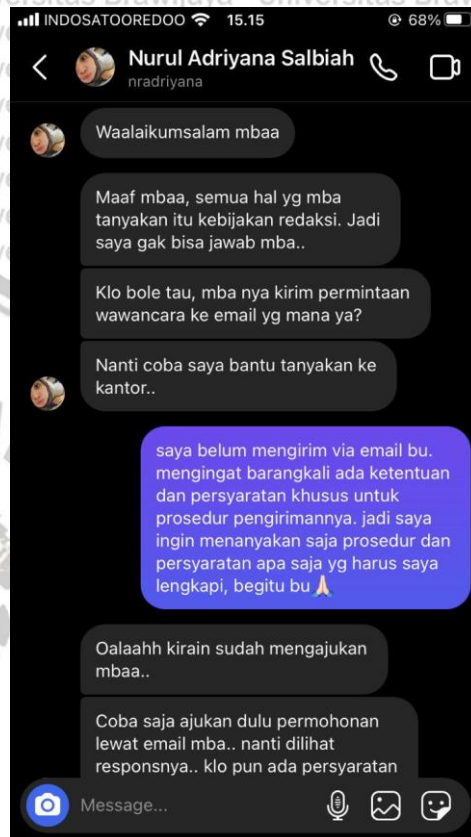 INDOSATOOREDOO 15.15 68%
Nurul Adriyana Salbiah
nradriyana
Waalaikumsalam mbaa
Maaf mbaa, semua hal yg mba
tanyakan itu kebijakan redaksi. Jadi
saya gak bisa jawab mba..
Klo bole tau, mba nya kirim permintaan
wawancara ke email yg mana ya?
Nanti coba saya bantu tanyakan ke
kantor..
saya belum mengirim via email bu.
mengingat barangkali ada ketentuan
dan persyaratan khusus untuk
prosedur pengirimannya. jadi saya
ingin menanyakan saja prosedur dan
persyaratan apa saja yg harus saya
lengkapi, begitu bu🙏🏻
Oalaahh kirain sudah mengajukan
mbaa..
Coba saja ajukan dulu permohonan
lewat email mba.. nanti dilihat
responsnya.. klo pun ada persyaratan
Message...